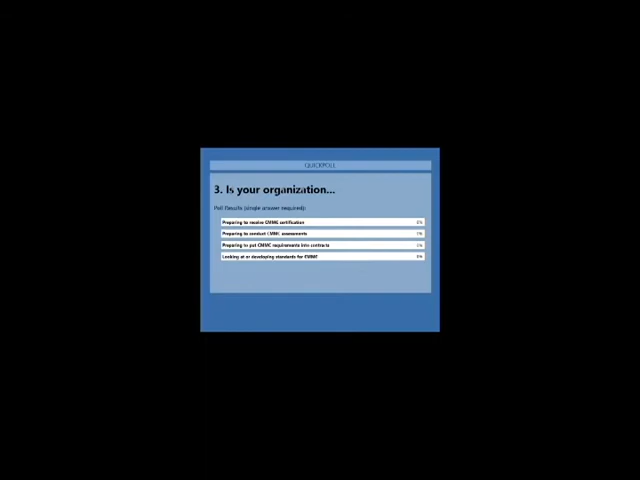 QUICKPOLL
3. Is your organization...
Poll Results (single answer required):
Preparing to receive CMMC certification
Preparing to conduct CMMC assessments
Preparing to put CMMC requirements into contracts
Looking at or developing standards for CMMC